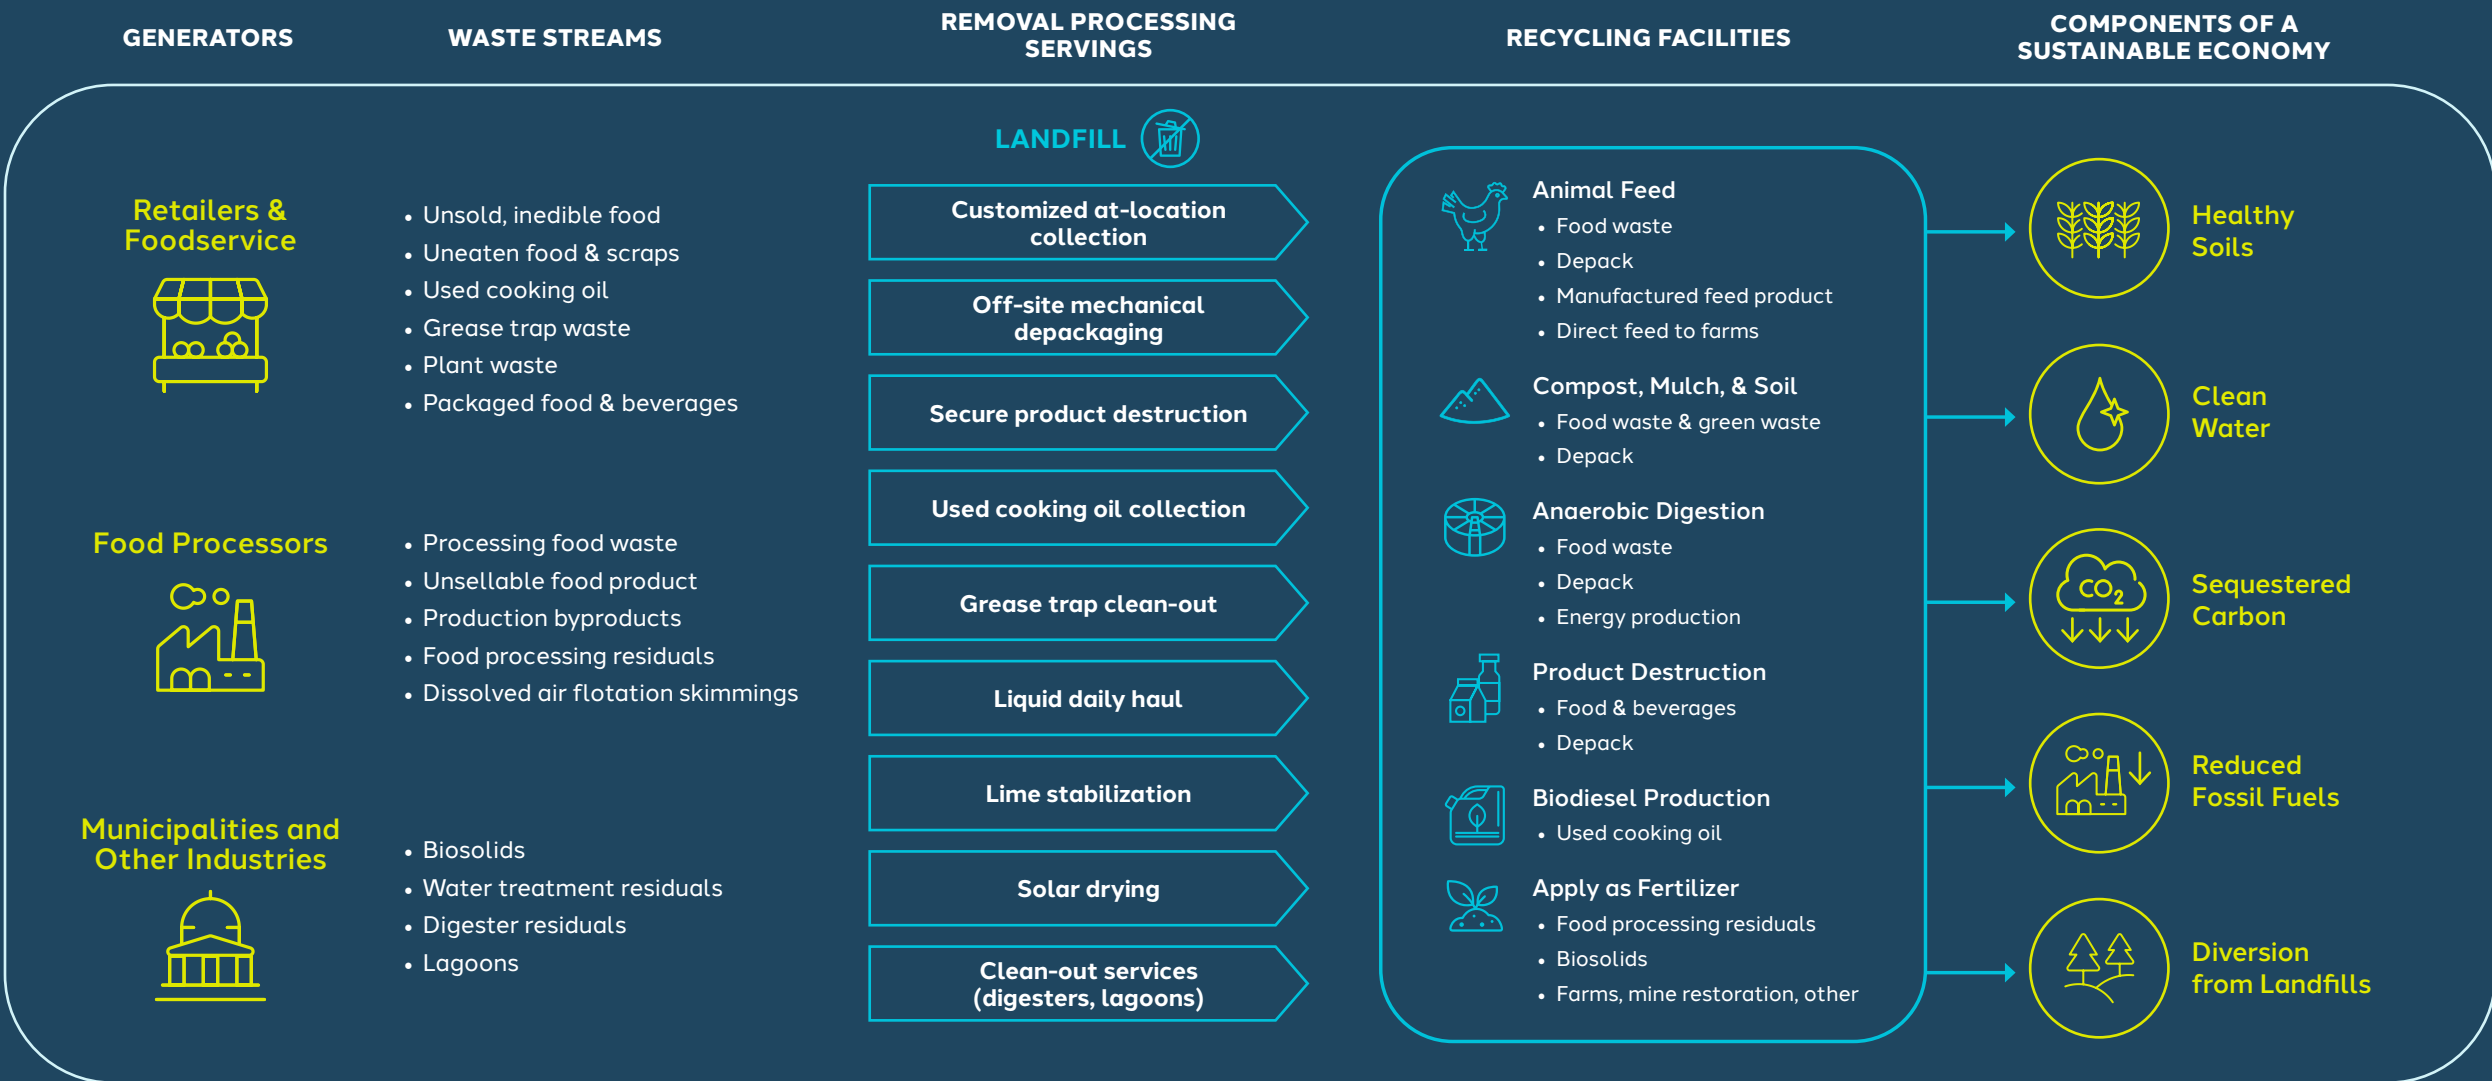 GENERATORS
WASTE STREAMS
REMOVAL PROCESSING
SERVINGS
RECYCLING FACILITIES
COMPONENTS OF A
SUSTAINABLE ECONOMY
Retailers &
Foodservice
• Unsold, inedible food
• Uneaten food & scraps
• Used cooking oil
• Grease trap waste
• Plant waste
• Packaged food & beverages
Food Processors
• Processing food waste
• Unsellable food product
• Production byproducts
• Food processing residuals
• Dissolved air flotation skimmings
Municipalities and
Other Industries
• Biosolids
• Water treatment residuals
• Digester residuals
• Lagoons
LANDFILL
Customized at-location
collection
Off-site mechanical
depackaging
Secure product destruction
Used cooking oil collection
Grease trap clean-out
Liquid daily haul
Lime stabilization
Solar drying
Clean-out services
(digesters, lagoons)
Animal Feed
• Food waste
• Depack
• Manufactured feed product
• Direct feed to farms
Compost, Mulch, & Soil
• Food waste & green waste
• Depack
Anaerobic Digestion
• Food waste
• Depack
• Energy production
Product Destruction
• Food & beverages
• Depack
Biodiesel Production
• Used cooking oil
Apply as Fertilizer
• Food processing residuals
• Biosolids
• Farms, mine restoration, other
Healthy
Soils
Clean
Water
CO₂
Sequestered
Carbon
Reduced
Fossil Fuels
Diversion
from Landfills